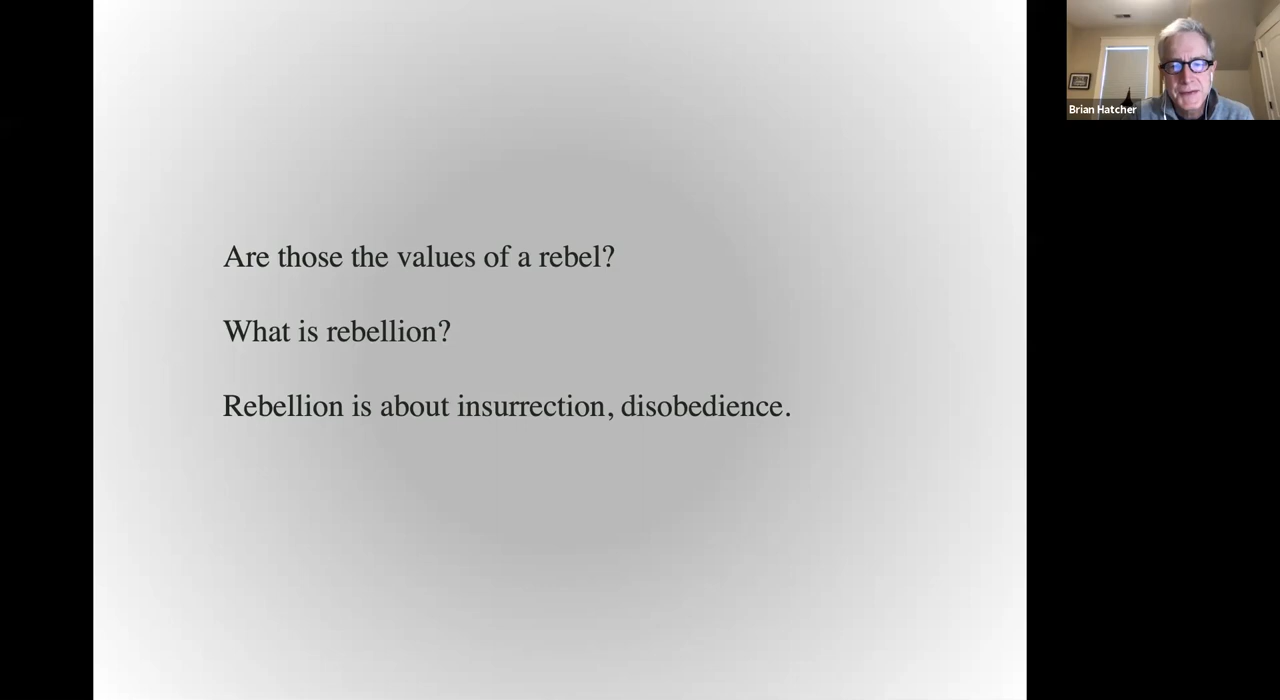 Are those the values of a rebel?
What is rebellion?
Rebellion is about insurrection, disobedience.
Brian Hatcher